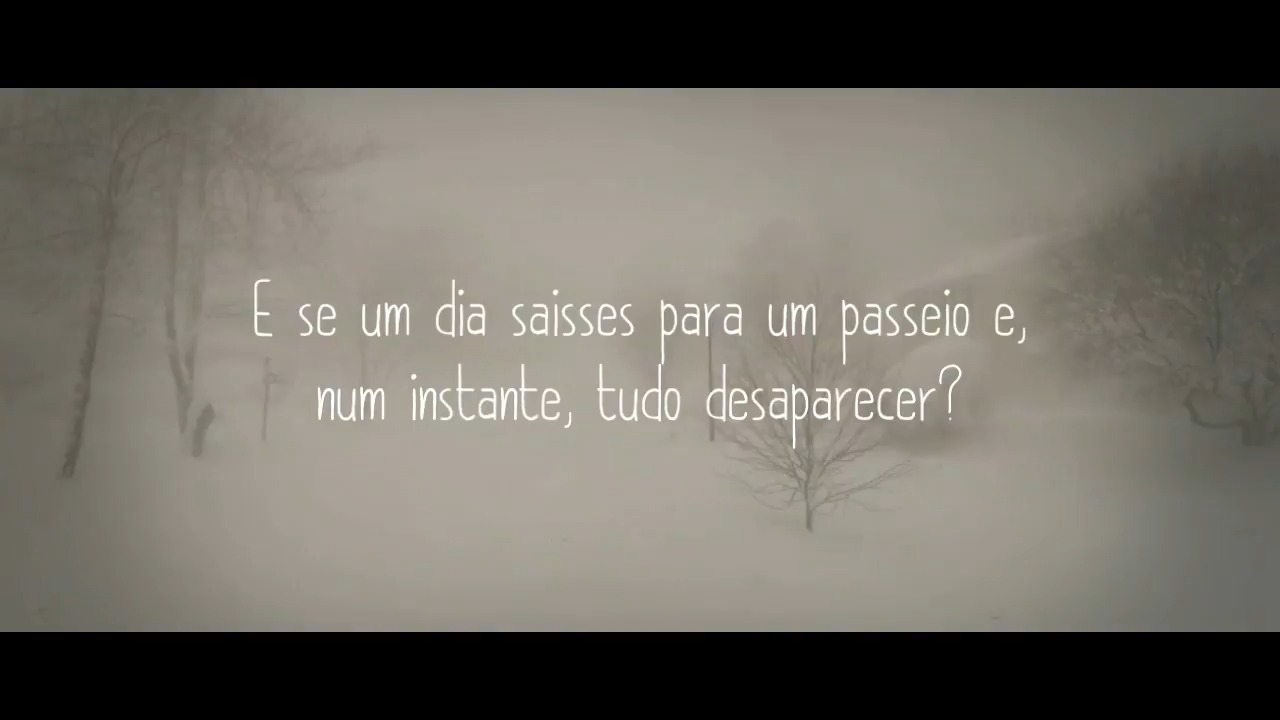 E se um dia saisses para um passeio e,
num instante, tudo desaparecer?